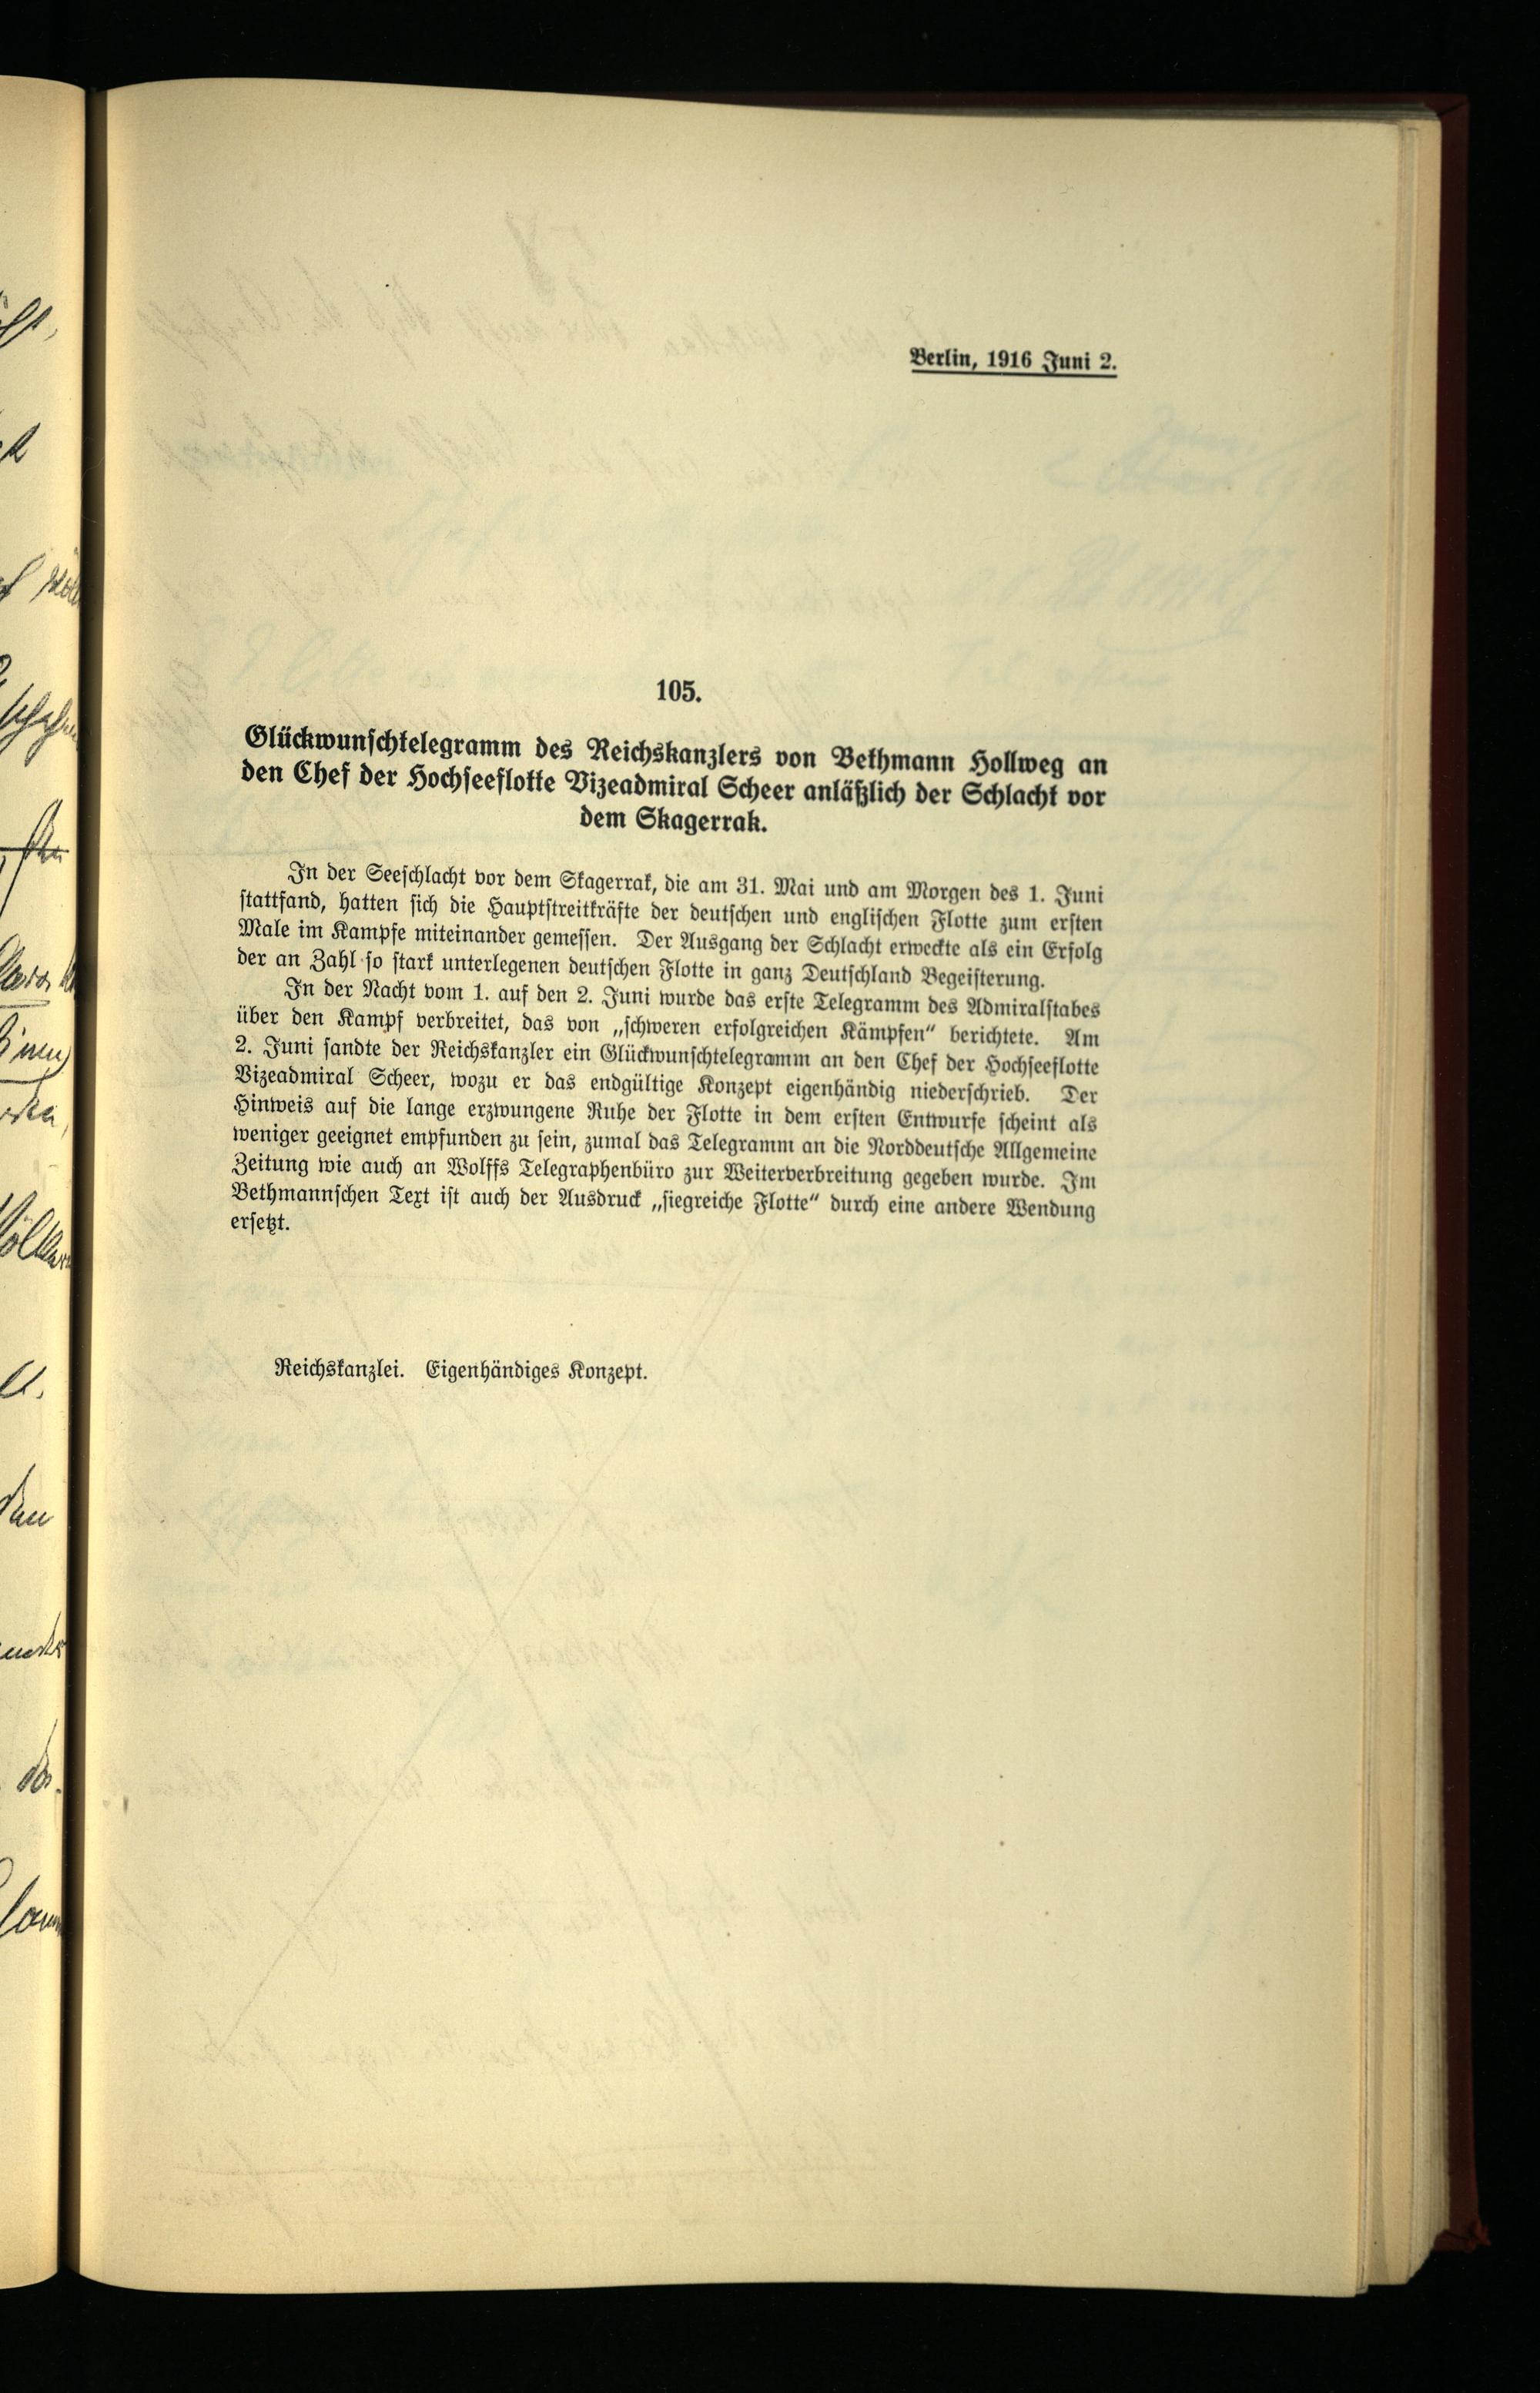 Berlin, 1916 Juni 2.
105.
Glückwunschtelegramm des Reichskanzlers von Bethmann Hollweg an
den Chef der Hochseeflotte Vizeadmiral Scheer anläßlich der Schlacht vor
dem Skagerrak.
In der Seeschlacht vor dem Skagerrak, die am 31. Mai und am Morgen des 1. Juni
stattfand, hatten sich die Hauptstreitkräfte der deutschen und englischen Flotte zum ersten
Male im Kampfe miteinander gemessen. Der Ausgang der Schlacht erweckte als ein Erfolg
der an Zahl so stark unterlegenen deutschen Flotte in ganz Deutschland Begeisterung.
In der Nacht vom 1. auf den 2. Juni wurde das erste Telegramm des Admiralstabes
über den Kampf verbreitet, das von „schweren erfolgreichen Kämpfen“ berichtete. Am
2. Juni sandte der Reichskanzler ein Glückwunschtelegramm an den Chef der Hochseeflotte
Vizeadmiral Scheer, wozu er das endgültige Konzept eigenhändig niederschrieb. Der
Hinweis auf die lange erzwungene Ruhe der Flotte in dem ersten Entwurfe scheint als
weniger geeignet empfunden zu sein, zumal das Telegramm an die Norddeutsche Allgemeine
Zeitung wie auch an Wolffs Telegraphenbüro zur Weiterverbreitung gegeben wurde. Im
Bethmannschen Text ist auch der Ausdruck „siegreiche Flotte“ durch eine andere Wendung
ersetzt.
Reichskanzlei. Eigenhändiges Konzept.